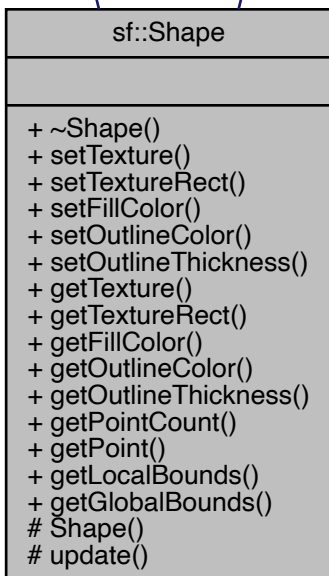 sf::Shape
+ ~Shape()
+ setTexture()
+ setTextureRect()
+ setFillColor()
+ setOutlineColor()
+ setOutlineThickness()
+ getTexture()
+ getTextureRect()
+ getFillColor()
+ getOutlineColor()
+ getOutlineThickness()
+ getPointCount()
+ getPoint()
+ getLocalBounds()
+ getGlobalBounds()
# Shape()
# update()